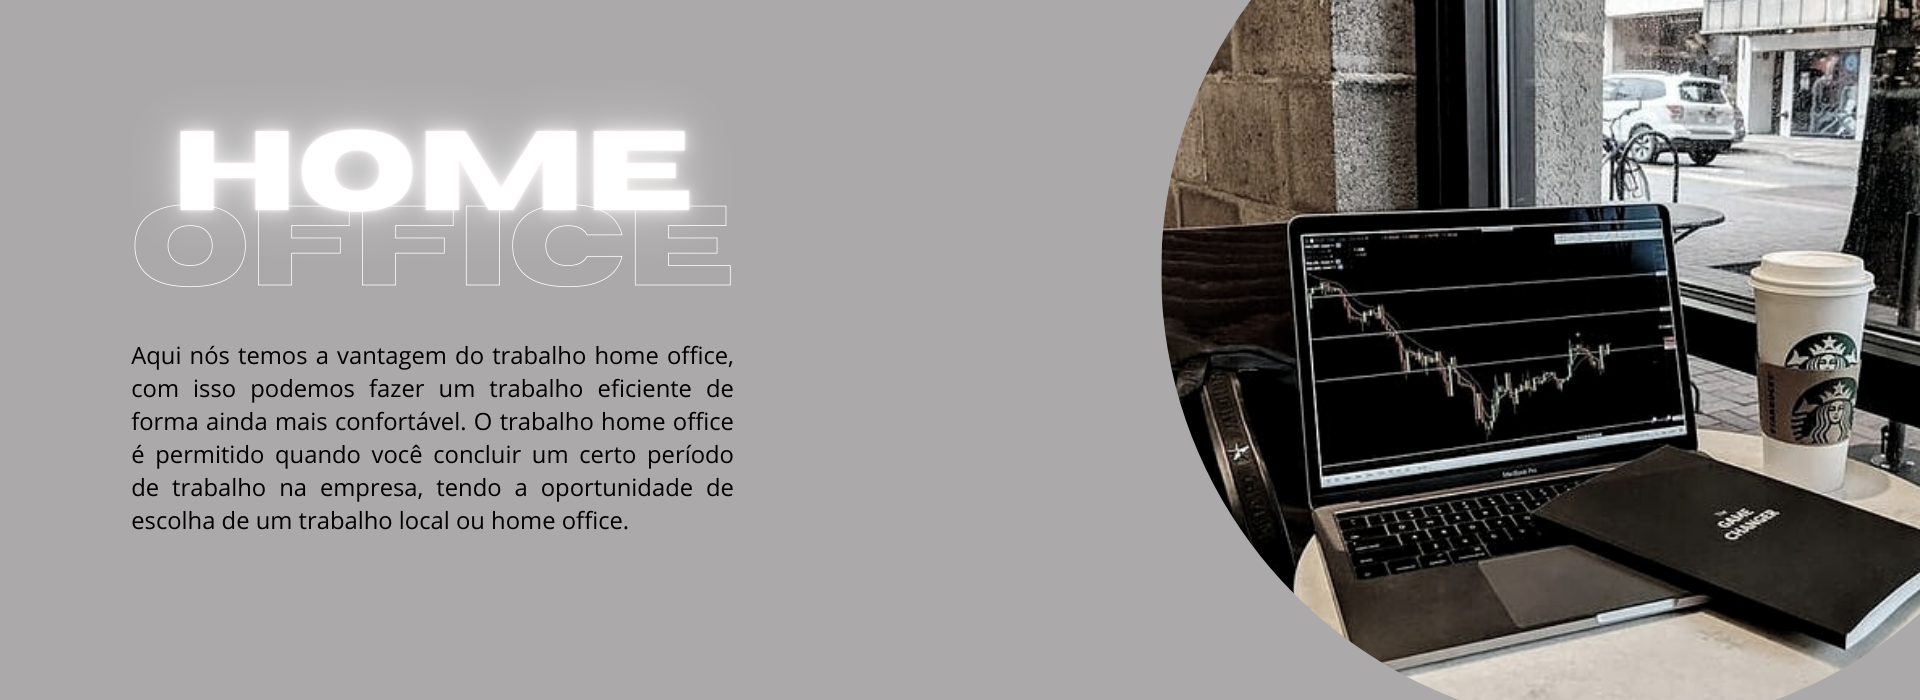 HOME
OFFICE
Aqui nós temos a vantagem do trabalho home office,
com isso podemos fazer um trabalho eficiente de
forma ainda mais confortável. O trabalho home office
é permitido quando você concluir um certo período
de trabalho na empresa, tendo a oportunidade de
escolha de um trabalho local ou home office.
MacBook Pro
The
GAME
CHANGER
STARBUCKS